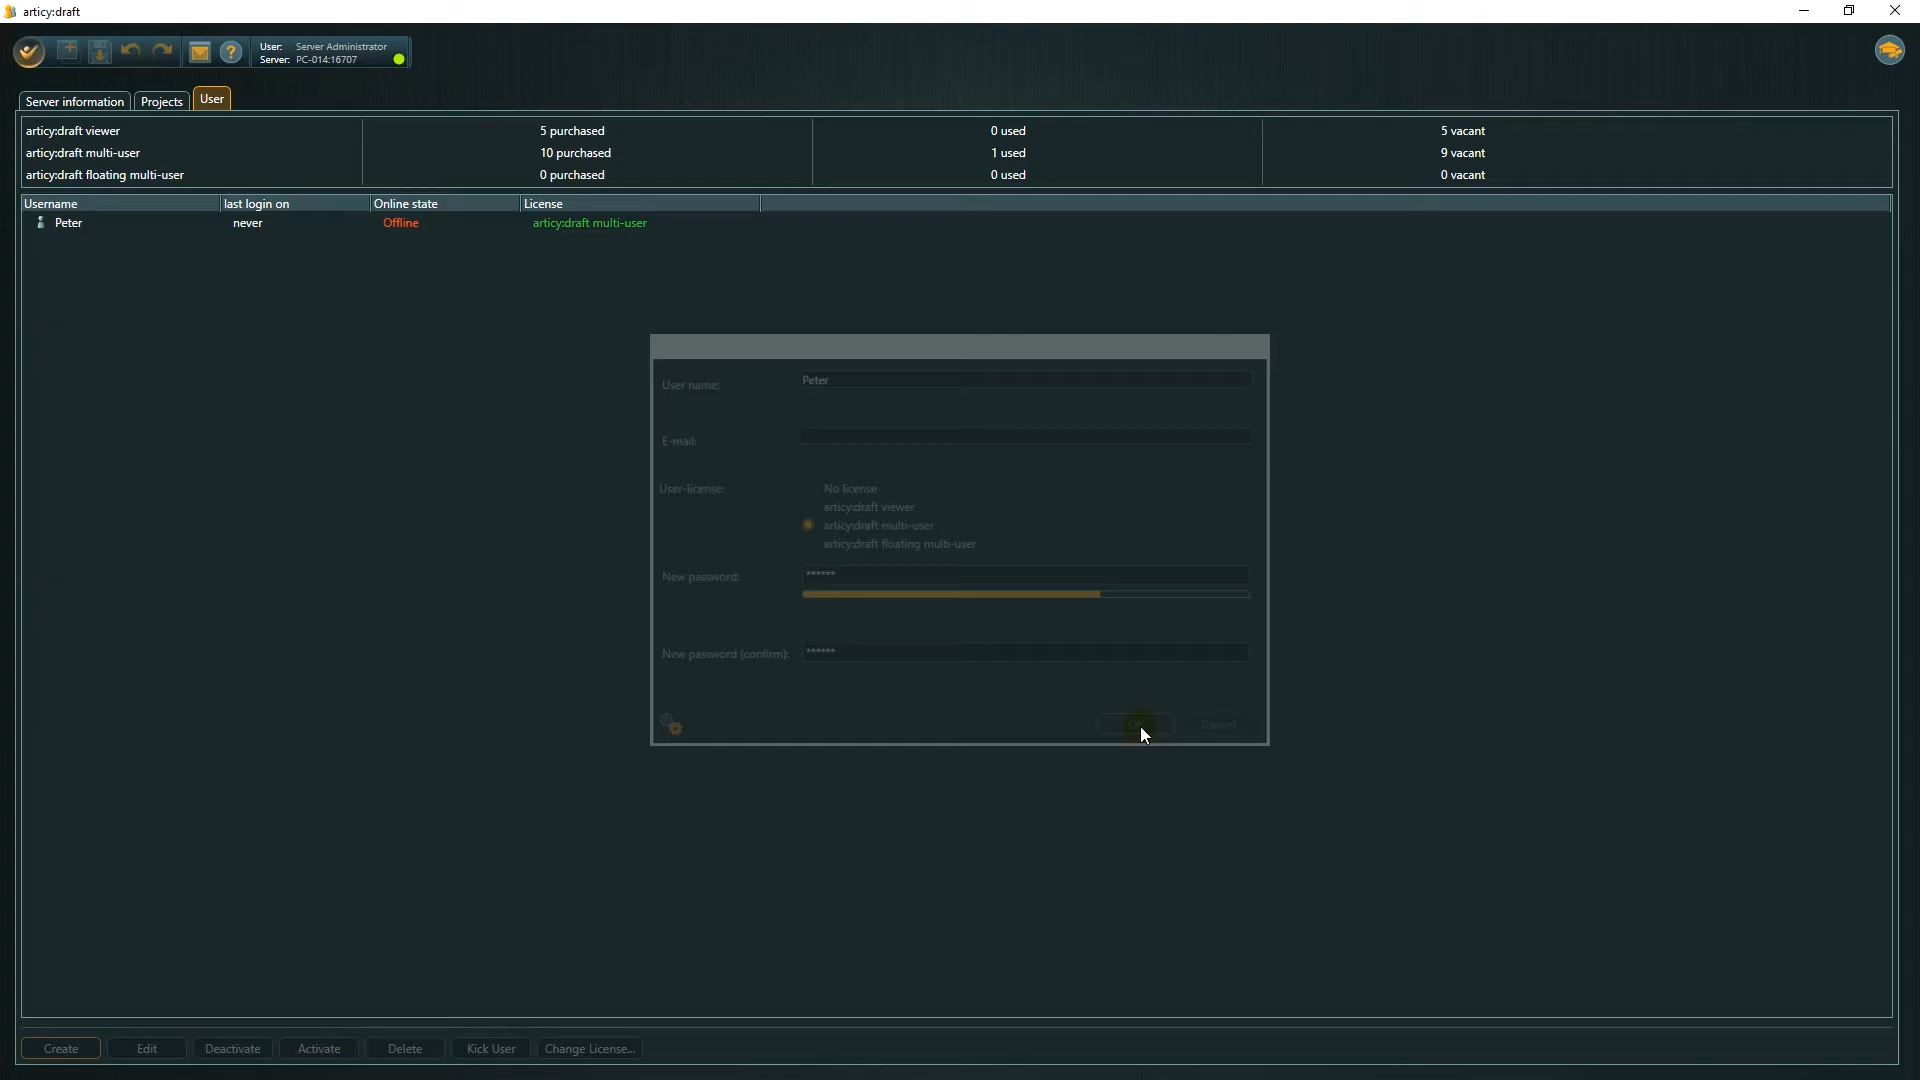 articy:draft
User: Server Administrator
Server: PC-014:16707
Server information Projects User
articy:draft viewer 5 purchased 0 used 5 vacant
articy:draft multi-user 10 purchased 1 used 9 vacant
articy:draft floating multi-user 0 purchased 0 used 0 vacant
Username last login on Online state License
Peter never Offline articy:draft multi-user
User name: Peter
E-mail:
User-license: No license
articy:draft viewer
articy:draft multi-user
articy:draft floating multi-user
New password: ******
New password (confirm): ******
Cancel
Create Edit Deactivate Activate Delete Kick User Change License...